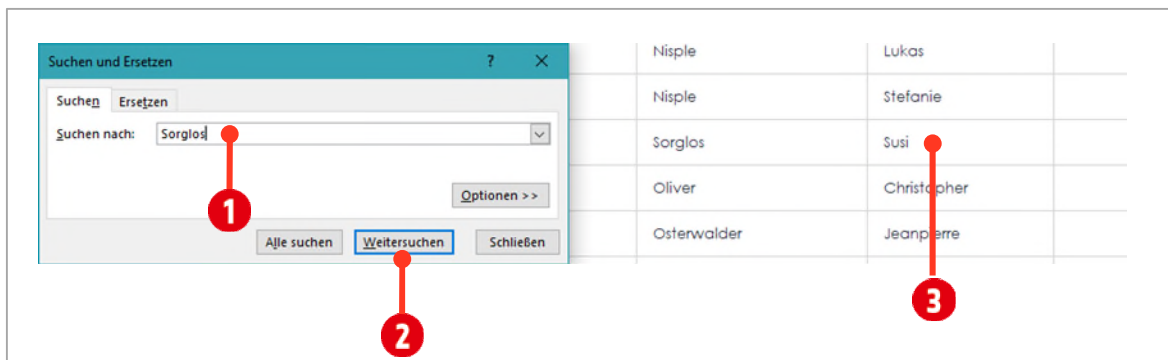 Suchen und Ersetzen ? ×
Suchen Ersetzen
Suchen nach: Sorglos
Optionen >>
Alle suchen Weitersuchen Schließen
1
2
Nisple Lukas
Nisple Stefanie
Sorglos Susi
Oliver Christopher
Osterwalder Jeanpierre
3